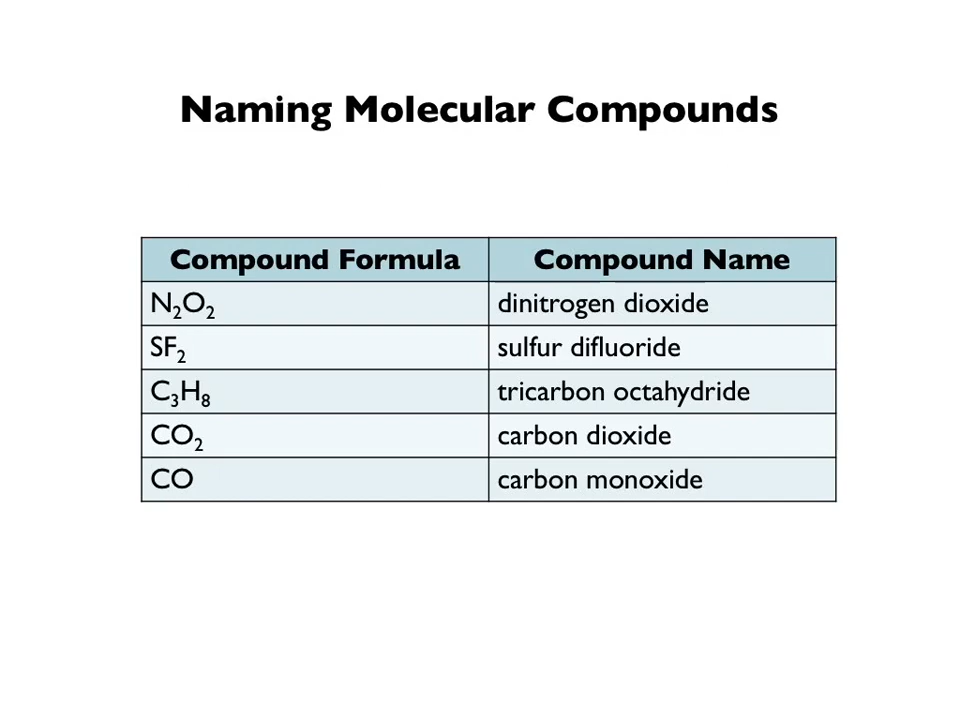 Naming Molecular Compounds
Compound Formula Compound Name
N₂O₂ dinitrogen dioxide
SF₂ sulfur difluoride
C₃H₈ tricarbon octahydride
CO₂ carbon dioxide
CO carbon monoxide